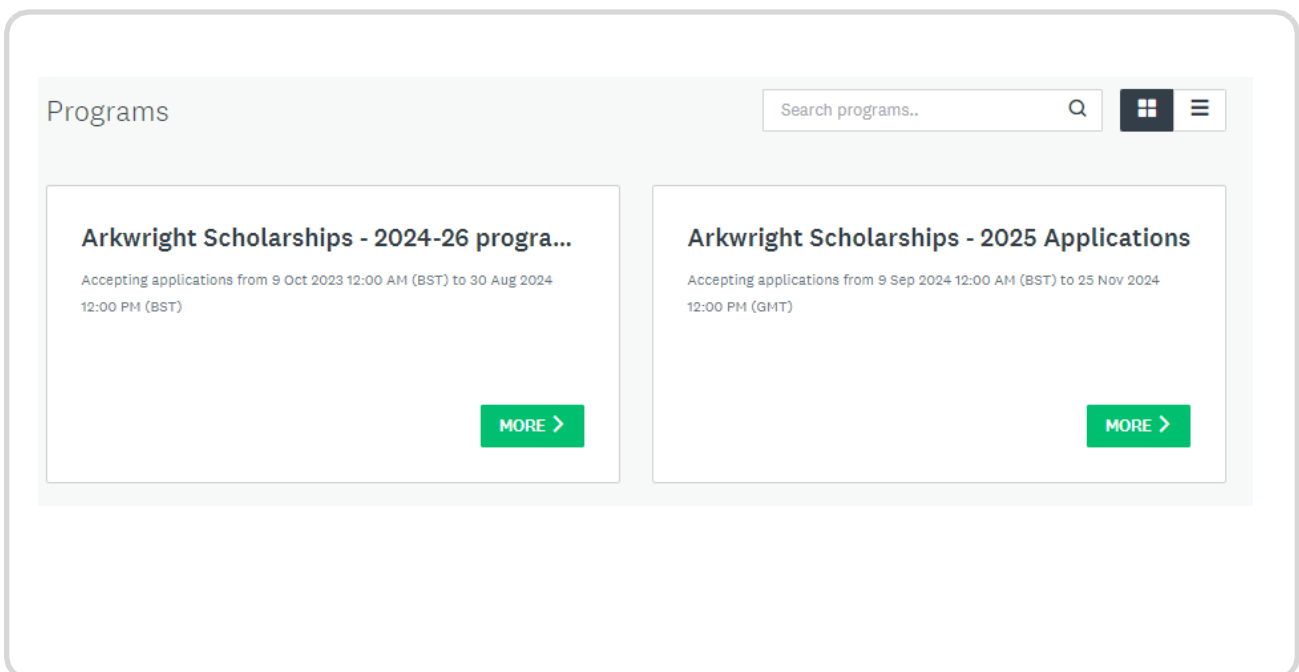 Programs
Search programs..
Arkwright Scholarships - 2024-26 progra...
Accepting applications from 9 Oct 2023 12:00 AM (BST) to 30 Aug 2024
12:00 PM (BST)
MORE
Arkwright Scholarships - 2025 Applications
Accepting applications from 9 Sep 2024 12:00 AM (BST) to 25 Nov 2024
12:00 PM (GMT)
MORE